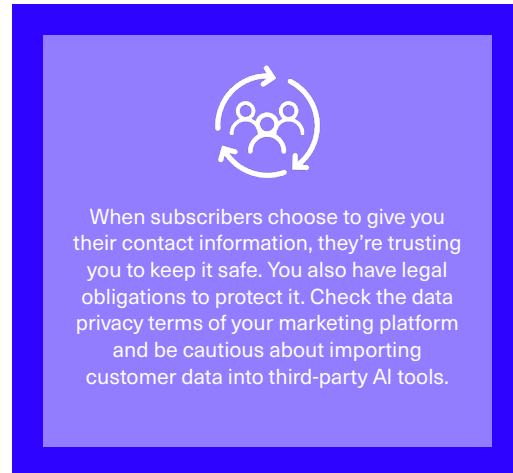 When subscribers choose to give you
their contact information, they're trusting
you to keep it safe. You also have legal
obligations to protect it. Check the data
privacy terms of your marketing platform
and be cautious about importing
customer data into third-party AI tools.